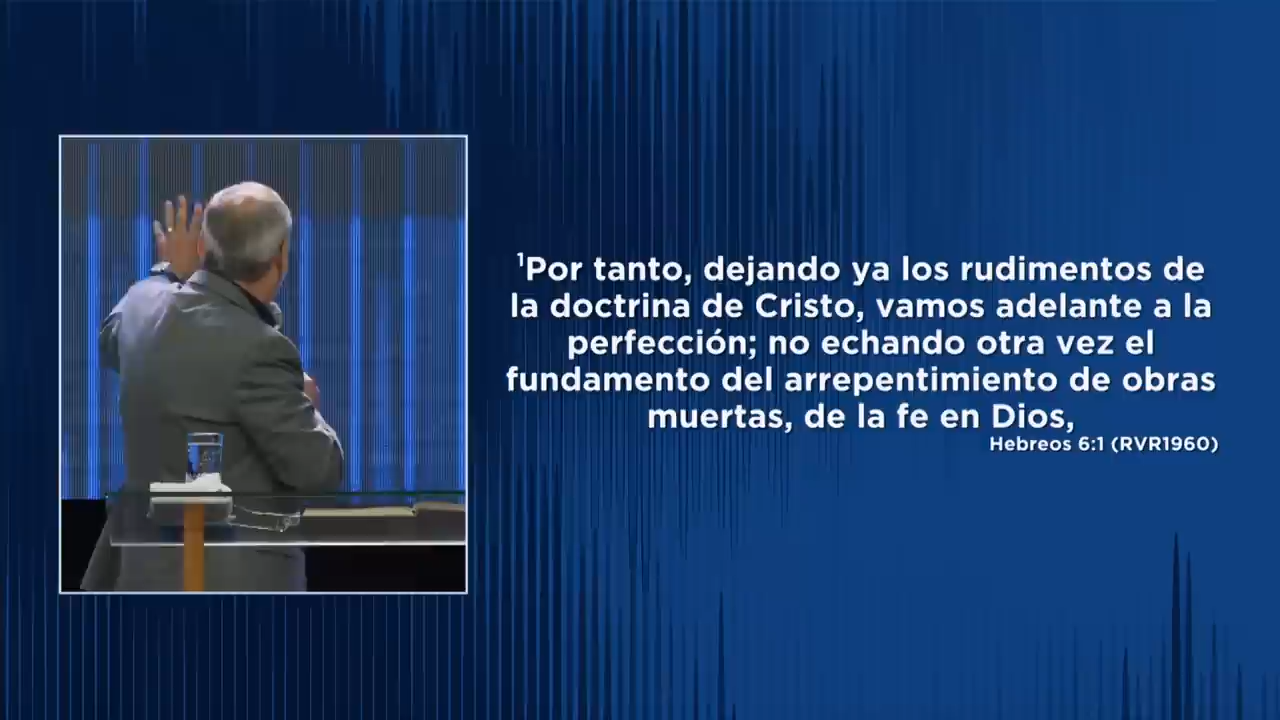 ¹Por tanto, dejando ya los rudimentos de
la doctrina de Cristo, vamos adelante a la
perfección; no echando otra vez el
fundamento del arrepentimiento de obras
muertas, de la fe en Dios,
Hebreos 6:1 (RVR1960)